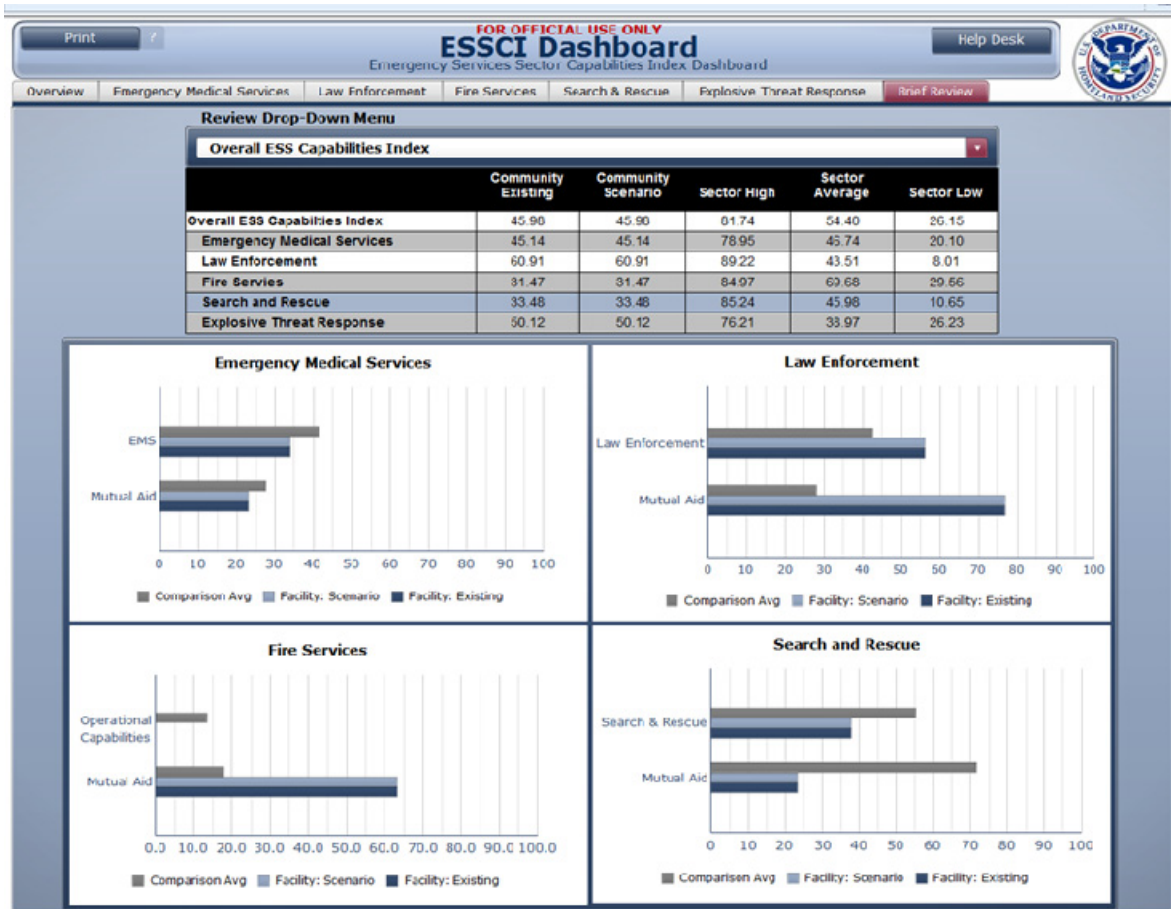 FOR OFFICIAL USE ONLY
Print
?
ESSCI Dashboard
Help Desk
Emergency Services Sector Capabilities Index Dashboard
U.S. DEPARTMENT OF HOMELAND SECURITY
Overview Emergency Medical Services Law Enforcement Fire Services Search & Rescue Explosive Threat Response Brief Review
Review Drop-Down Menu
Overall ESS Capabilities Index
Community Existing Community Scenario Sector High Sector Average Sector Low
Overall ESS Capabilties Index 45.90 45.90 81.74 54.40 26.15
Emergency Medical Services 45.14 45.14 78.95 46.74 20.10
Law Enforcement 60.91 60.91 89.22 43.51 8.01
Fire Servies 31.47 31.47 84.97 29.66
Search and Rescue 33.48 33.48 85.24 45.98 10.65
Explosive Threat Response 50.12 50.12 76.21 38.97 26.23
Emergency Medical Services
EMS
Mutual Aid
0 10 20 30 40 50 60 70 80 90 100
Comparison Avg Facility: Scenario Facility: Existing
Law Enforcement
Law Enforcement
Mutual Aid
0 10 20 30 40 50 60 70 80 90 100
Comparison Avg Facility: Scenario Facility: Existing
Fire Services
Operational
Capabilities
Mutual Aid
0.0 10.0 20.0 30.0 40.0 50.0 60.0 70.0 80.0 90.0 100.0
Comparison Avg Facility: Scenario Facility: Existing
Search and Rescue
Search & Rescue
Mutual Aid
0 10 20 30 40 50 60 70 80 90 100
Comparison Avg Facility: Scenario Facility: Existing